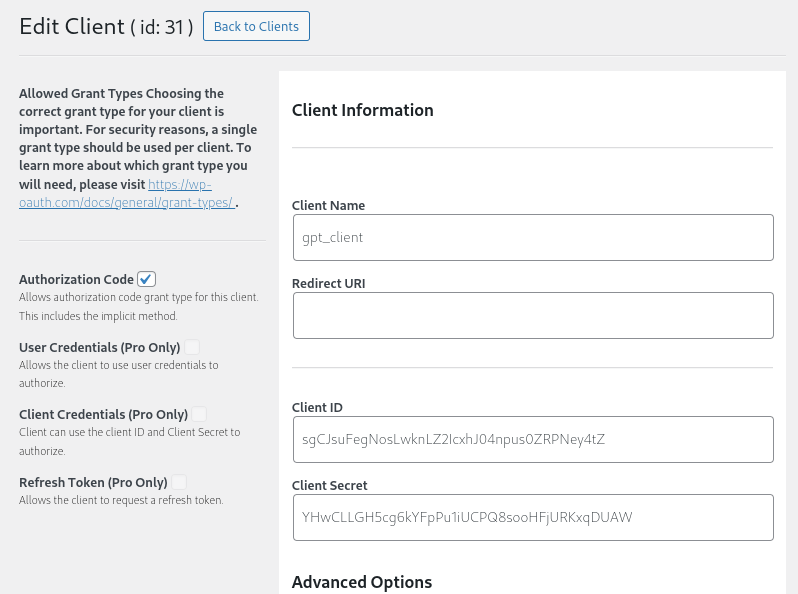 Edit Client ( id: 31 ) Back to Clients
Allowed Grant Types Choosing the
correct grant type for your client is
important. For security reasons, a single
grant type should be used per client. To
learn more about which grant type you
will need, please visit https://wp-
oauth.com/docs/general/grant-types/ .
Authorization Code
Allows authorization code grant type for this client.
This includes the implicit method.
User Credentials (Pro Only)
Allows the client to use user credentials to
authorize.
Client Credentials (Pro Only)
Client can use the client ID and Client Secret to
authorize.
Refresh Token (Pro Only)
Allows the client to request a refresh token.
Client Information
Client Name
gpt_client
Redirect URI
Client ID
sgCJsuFegNosLwknLZ2IcxhJ04npus0ZRPNey4tZ
Client Secret
YHwCLLGH5cg6kYFpPu1iUCPQ8sooHFjURKxqDUAW
Advanced Options